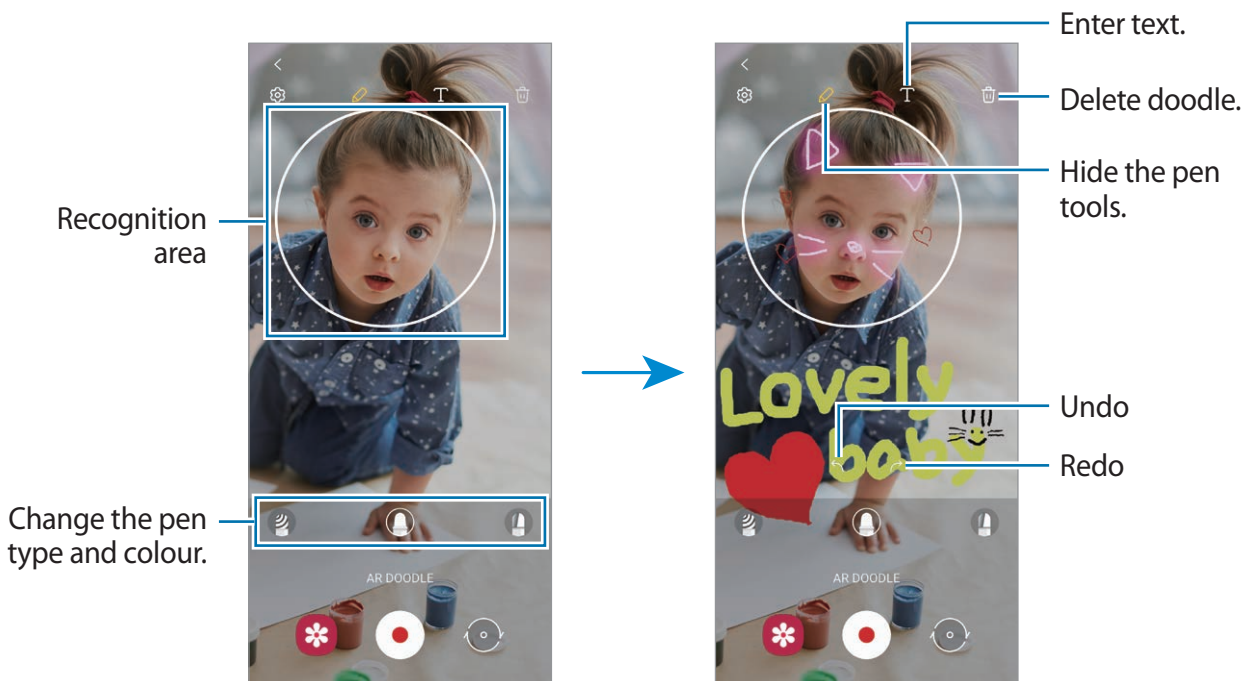 Enter text.
Delete doodle.
Hide the pen
tools.
Recognition
area
T
T
Lovely
baby
Undo
Redo
Change the pen
type and colour.
AR DOODLE
AR DOODLE